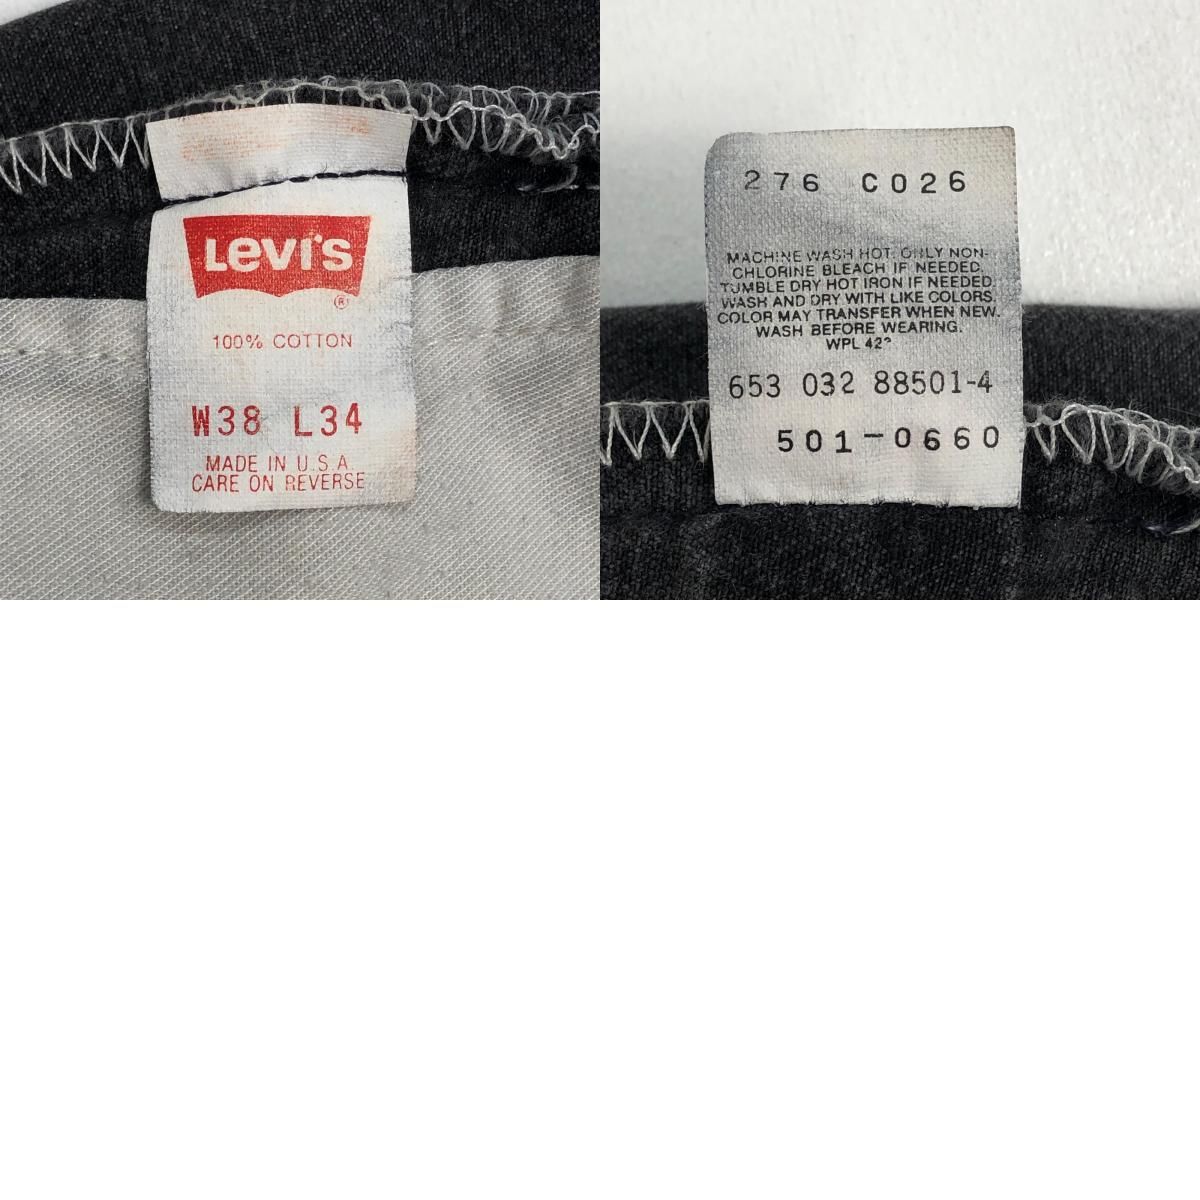 Levi's
®
100% COTTON
W38 L34
MADE IN U.S.A.
CARE ON REVERSE
276 C026
MACHINE WASH HOT. ONLY NON-
CHLORINE BLEACH IF NEEDED.
TUMBLE DRY HOT IRON IF NEEDED.
WASH AND DRY WITH LIKE COLORS.
COLOR MAY TRANSFER WHEN NEW.
WASH BEFORE WEARING.
WPL 423
653 032 88501-4
501-0660